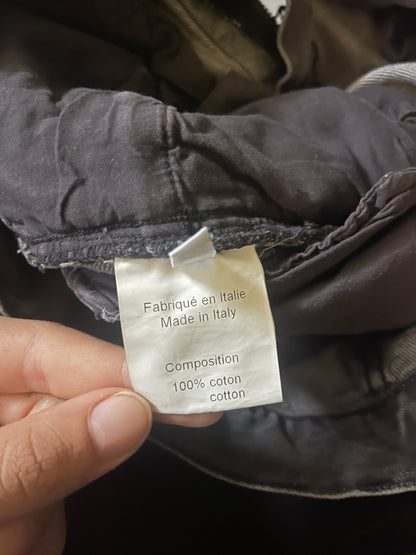 Fabriqué en Italie
Made in Italy
Composition
100% coton
cotton